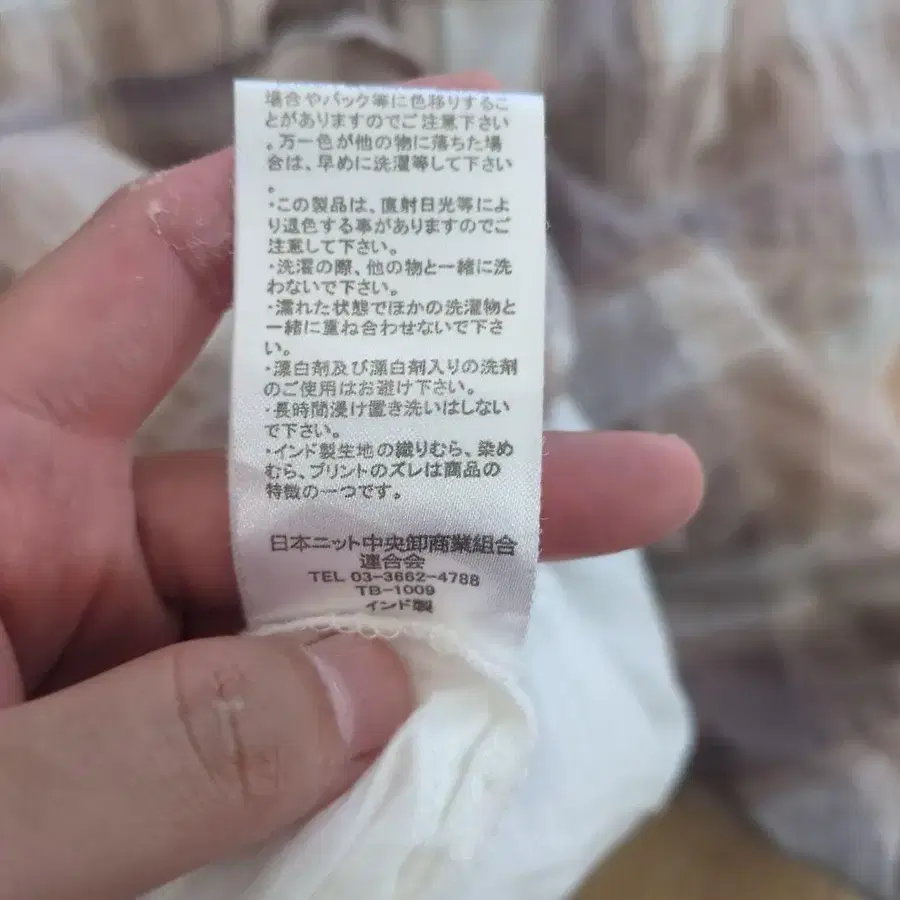 場合やバック等に色移りするこ
とがありますのでご注意下さい
。万一色が他の物に落ちた場
合は、早めに洗濯等して下さい
。
・この製品は、直射日光等によ
り退色する事がありますのでご
注意して下さい。
・洗濯の際、他の物と一緒に洗
わないで下さい。
・濡れた状態でほかの洗濯物と
一緒に重ね合わせないで下さ
い。
・漂白剤及び漂白剤入りの洗剤
のご使用はお避け下さい。
・長時間浸け置き洗いはしない
で下さい。
・インド製生地の織りむら、染め
むら、プリントのズレは商品の
特徴の一つです。
日本ニット中央卸商業組合
連合会
TEL 03-3662-4788
TB-1009
インド製